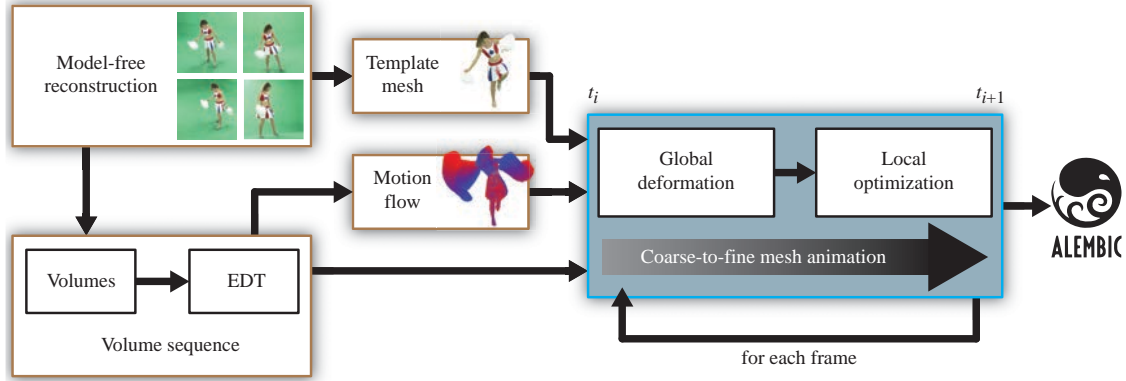 Model-free
reconstruction
Template
mesh
Motion
flow
Volumes
EDT
Volume sequence
t_i
t_{i+1}
Global
deformation
Local
optimization
Coarse-to-fine mesh animation
for each frame
ALEMBIC